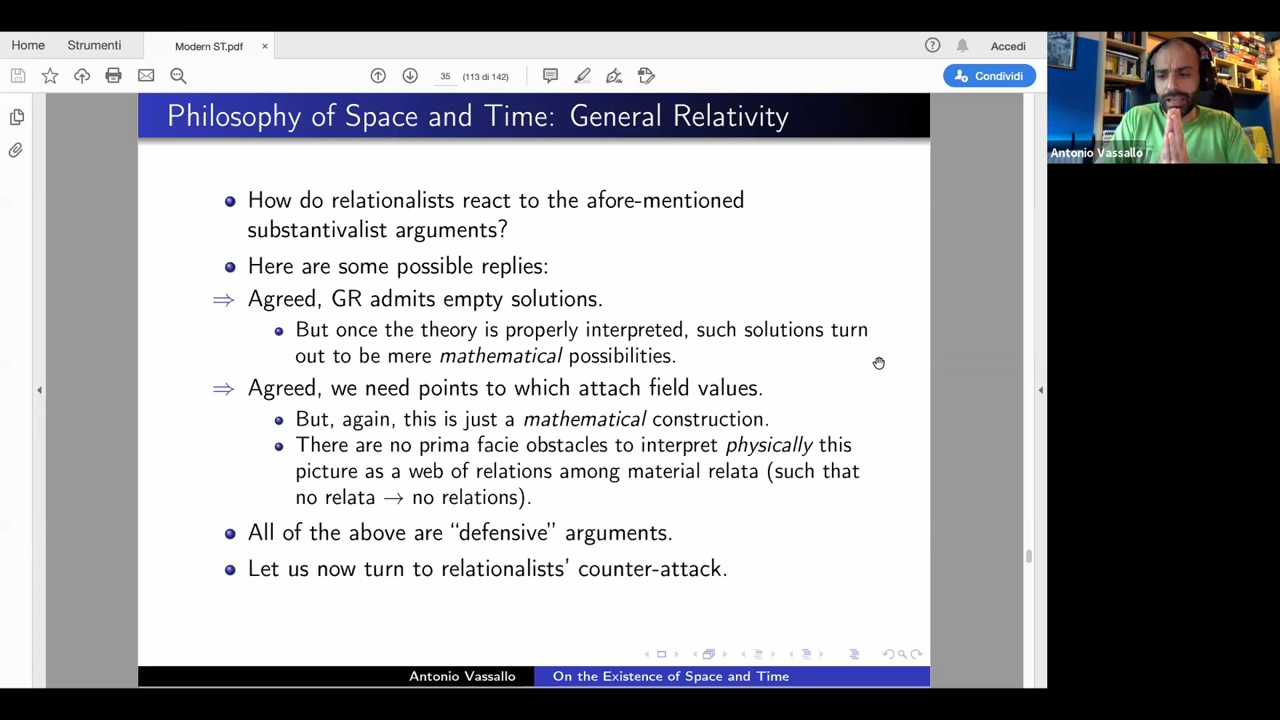 Home Strumenti Modern ST.pdf × Accedi
35 (113 di 142) Condividi
Antonio Vassallo
Philosophy of Space and Time: General Relativity
How do relationalists react to the afore-mentioned
substantivalist arguments?
Here are some possible replies:
⇒ Agreed, GR admits empty solutions.
But once the theory is properly interpreted, such solutions turn
out to be mere mathematical possibilities.
⇒ Agreed, we need points to which attach field values.
But, again, this is just a mathematical construction.
There are no prima facie obstacles to interpret physically this
picture as a web of relations among material relata (such that
no relata → no relations).
All of the above are “defensive” arguments.
Let us now turn to relationalists’ counter-attack.
Antonio Vassallo On the Existence of Space and Time